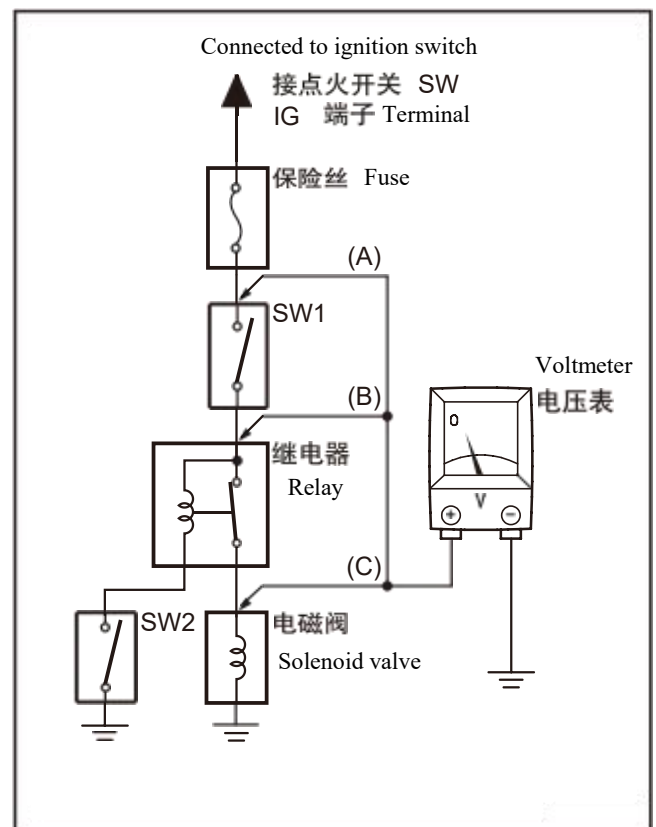 Connected to ignition switch
接点火开关 SW
IG 端子 Terminal
保险丝 Fuse
(A)
SW1
Voltmeter
电压表
(B)
0
继电器
Relay
V
+ -
(C)
SW2
电磁阀
Solenoid valve